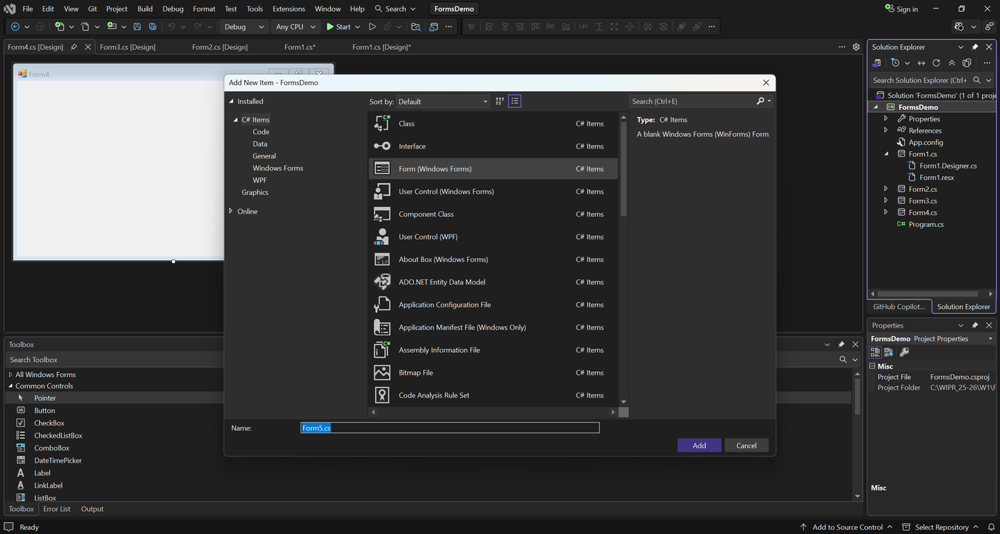 File Edit View Git Project Build Debug Format Test Tools Extensions Window Help Search FormsDemo Sign in
Debug Any CPU Start
Form4.cs [Design] Form3.cs [Design] Form2.cs [Design] Form1.cs* Form1.cs [Design]*
Form4
Add New Item - FormsDemo
Installed
C# Items
Code
Data
General
Windows Forms
WPF
Graphics
Online
Sort by: Default
Search (Ctrl+E)
Class C# Items
Interface C# Items
Form (Windows Forms) C# Items
User Control (Windows Forms) C# Items
Component Class C# Items
User Control (WPF) C# Items
About Box (Windows Forms) C# Items
ADO.NET Entity Data Model C# Items
Application Configuration File C# Items
Application Manifest File (Windows Only) C# Items
Assembly Information File C# Items
Bitmap File C# Items
Code Analysis Rule Set C# Items
Type: C# Items
A blank Windows Forms (WinForms) Form
Name: Form5.cs
Add Cancel
Toolbox
Search Toolbox
All Windows Forms
Common Controls
Pointer
Button
CheckBox
CheckedListBox
ComboBox
DateTimePicker
Label
LinkLabel
ListBox
Toolbox Error List Output
Solution Explorer
Search Solution Explorer (Ctrl+
Solution 'FormsDemo' (1 of 1 proje
FormsDemo
Properties
References
App.config
Form1.cs
Form1.Designer.cs
Form1.resx
Form2.cs
Form3.cs
Form4.cs
C# Program.cs
GitHub Copilot... Solution Explorer
Properties
FormsDemo Project Properties
Misc
Project File FormsDemo.csproj
Project Folder C:\WIPR_25-26\W1\F
Misc
Ready
Add to Source Control Select Repository